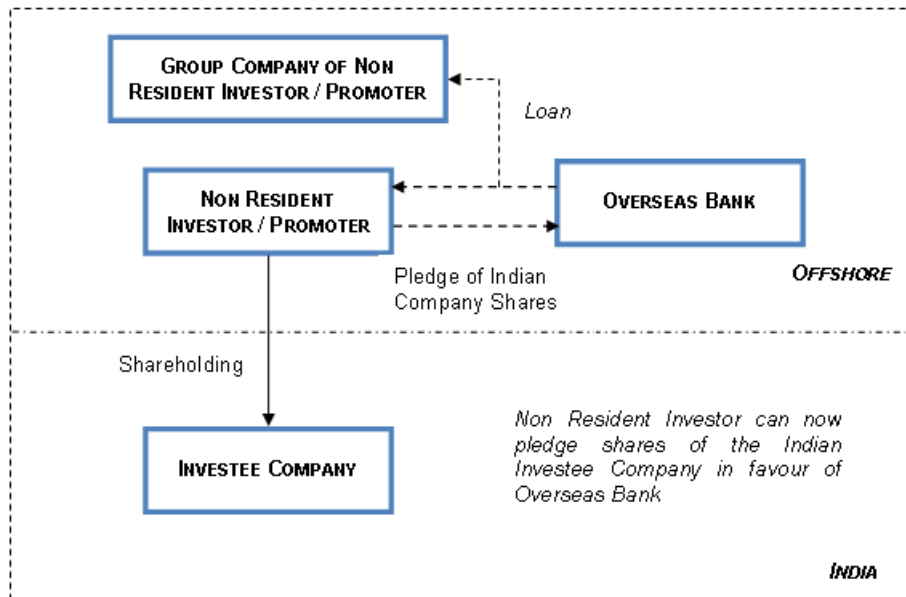 GROUP COMPANY OF NON
RESIDENT INVESTOR / PROMOTER
Loan
NON RESIDENT
INVESTOR / PROMOTER
OVERSEAS BANK
Pledge of Indian
Company Shares
OFFSHORE
Shareholding
INVESTEE COMPANY
Non Resident Investor can now
pledge shares of the Indian
Investee Company in favour of
Overseas Bank
INDIA